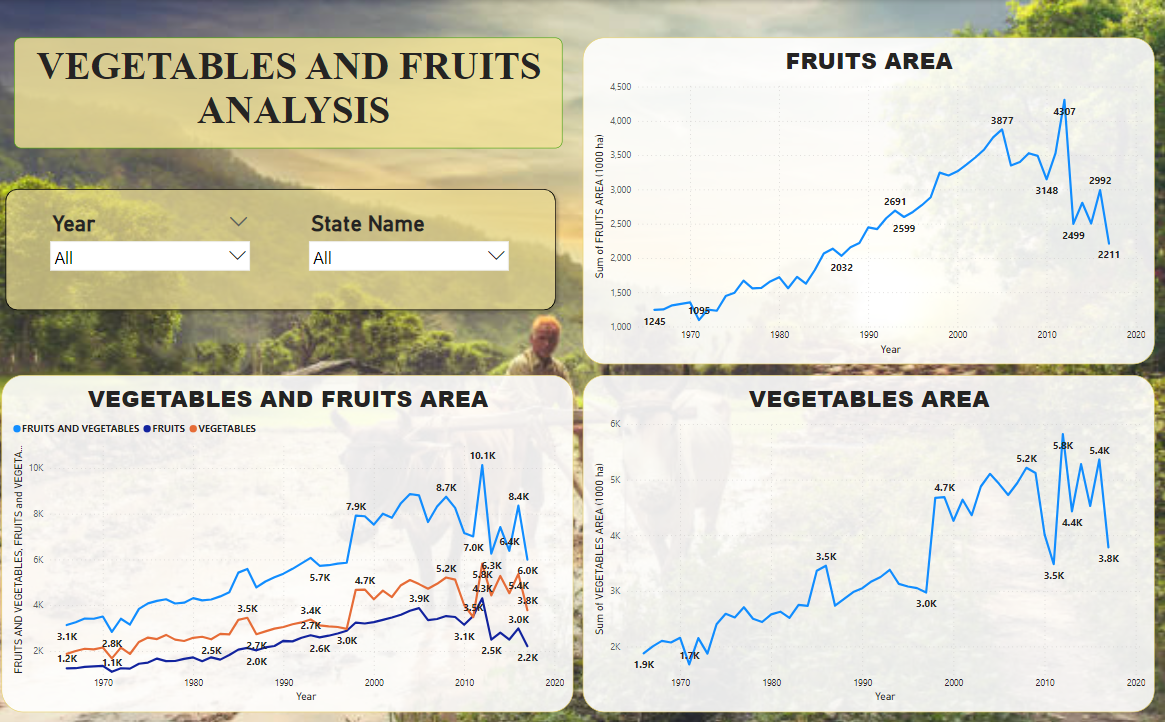 VEGETABLES AND FRUITS
ANALYSIS
Year
All
State Name
All
FRUITS AREA
Sum of FRUITS AREA (1000 ha)
4,500
4,000
3,500
3,000
2,500
2,000
1,500
1,000
1245
1095
2032
2691
2599
3877
3148
4307
2499
2992
2211
1970
1980
1990
2000
2010
2020
Year
VEGETABLES AND FRUITS AREA
FRUITS AND VEGETABLES FRUITS VEGETABLES
FRUITS AND VEGETABLES, FRUITS and VEGETA...
10K
8K
6K
4K
2K
3.1K
2.8K
5.7K
7.9K
8.7K
7.0K
10.1K
6.3K
6.4K
8.4K
6.0K
3.5K
2.5K
2.7K
3.4K
3.0K
4.7K
5.2K
3.5K
5.8K
5.4K
3.8K
1.2K
1.1K
2.0K
2.7K
2.6K
3.9K
3.1K
4.3K
2.5K
3.0K
2.2K
1970
1980
1990
2000
2010
2020
Year
VEGETABLES AREA
Sum of VEGETABLES AREA (1000 ha)
6K
5K
4K
3K
2K
1.9K
1.7K
3.5K
3.0K
4.7K
5.2K
3.5K
5.8K
4.4K
5.4K
3.8K
1970
1980
1990
2000
2010
2020
Year